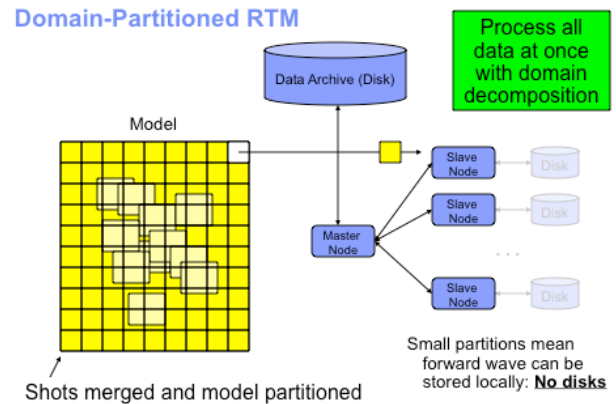 Domain-Partitioned RTM
Process all
data at once
with domain
decomposition
Data Archive (Disk)
Model
Slave
Node
Disk
Slave
Node
Disk
Master
Node
...
Slave
Node
Disk
Small partitions mean
forward wave can be
stored locally: No disks
Shots merged and model partitioned